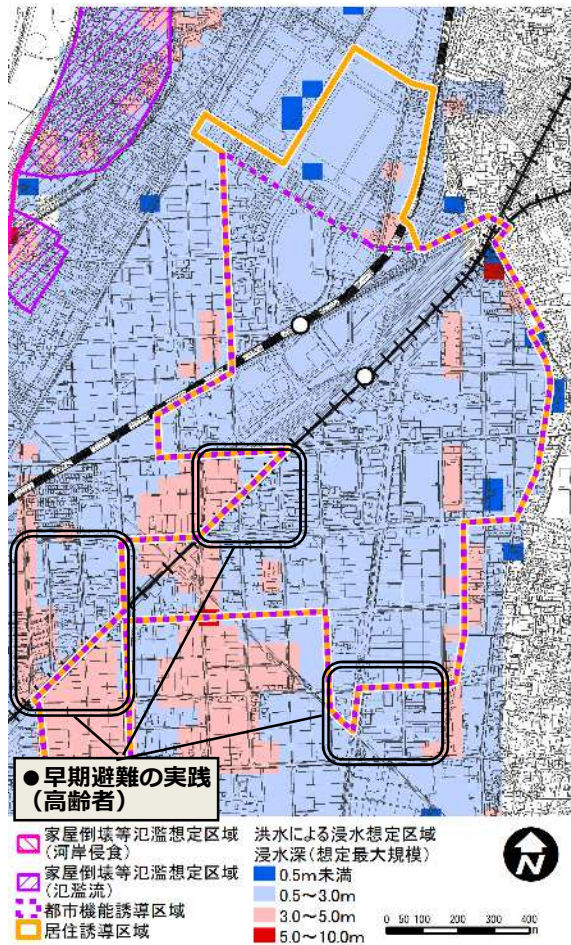 ●早期避難の実践
(高齢者)
家屋倒壊等氾濫想定区域
(河岸侵食)
家屋倒壊等氾濫想定区域
(氾濫流)
都市機能誘導区域
居住誘導区域
洪水による浸水想定区域
浸水深(想定最大規模)
0.5m未満
0.5~3.0m
3.0~5.0m
5.0~10.0m
N
0 50 100 200 300 400
m